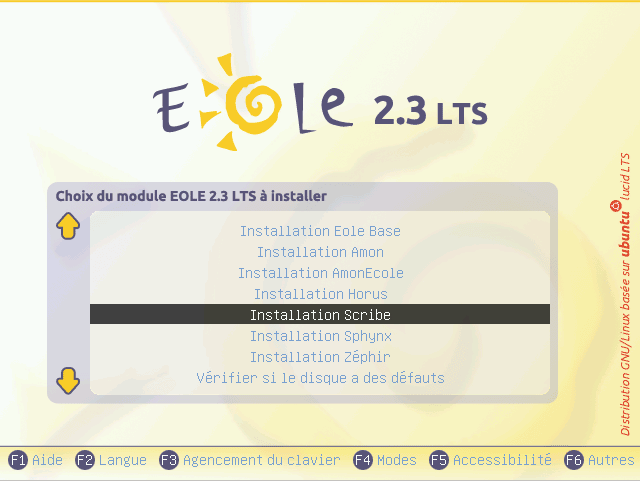 EOLE 2.3 LTS
Choix du module EOLE 2.3 LTS à installer
Installation Eole Base
Installation Amon
Installation AmonEcole
Installation Horus
Installation Scribe
Installation Sphynx
Installation Zéphir
Vérifier si le disque a des défauts
Distribution GNU/Linux basée sur ubuntu lucid LTS
F1 Aide F2 Langue F3 Agencement du clavier F4 Modes F5 Accessibilité F6 Autres